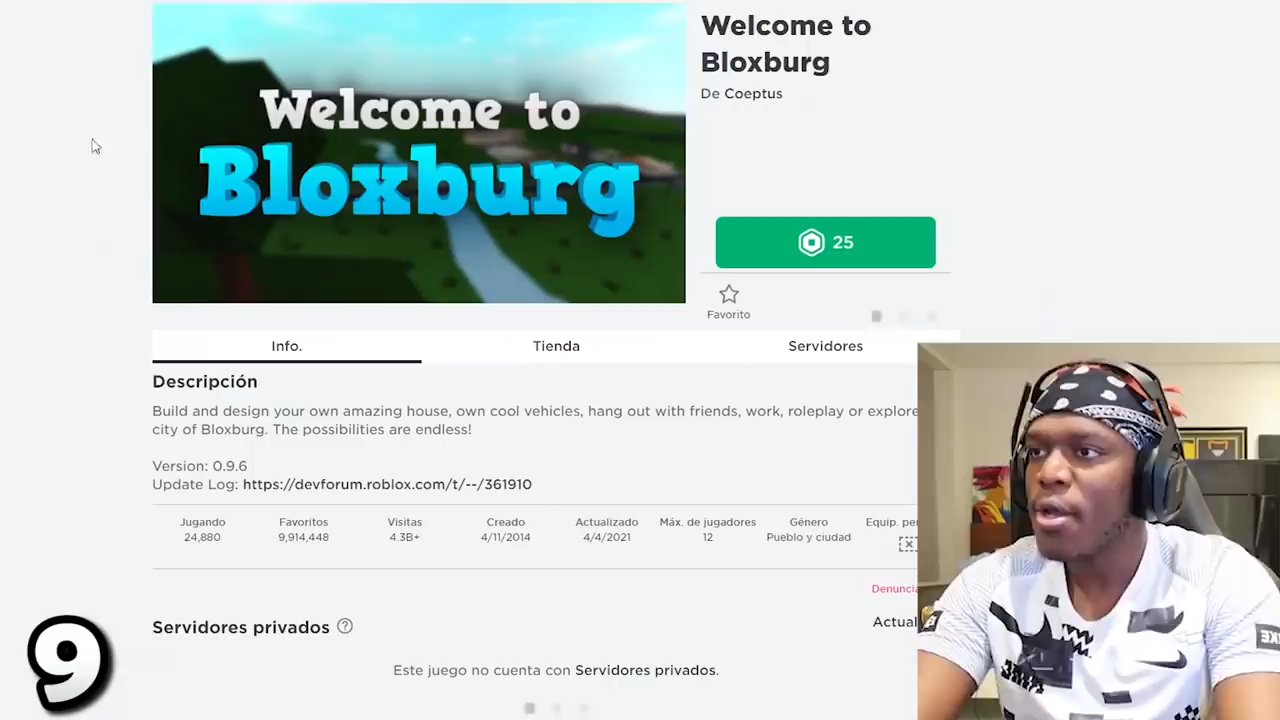 Welcome to
Bloxburg
Welcome to
Bloxburg
De Coeptus
25
Favorito
Info.
Tienda
Servidores
Descripción
Build and design your own amazing house, own cool vehicles, hang out with friends, work, roleplay or explore
city of Bloxburg. The possibilities are endless!
Version: 0.9.6
Update Log: https://devforum.roblox.com/t/--/361910
Jugando
24,880
Favoritos
9,914,448
Visitas
4.3B+
Creado
4/11/2014
Actualizado
4/4/2021
Máx. de jugadores
12
Género
Pueblo y ciudad
Equip. pe
Denuncia
Servidores privados ?
Actual
Este juego no cuenta con Servidores privados.
9